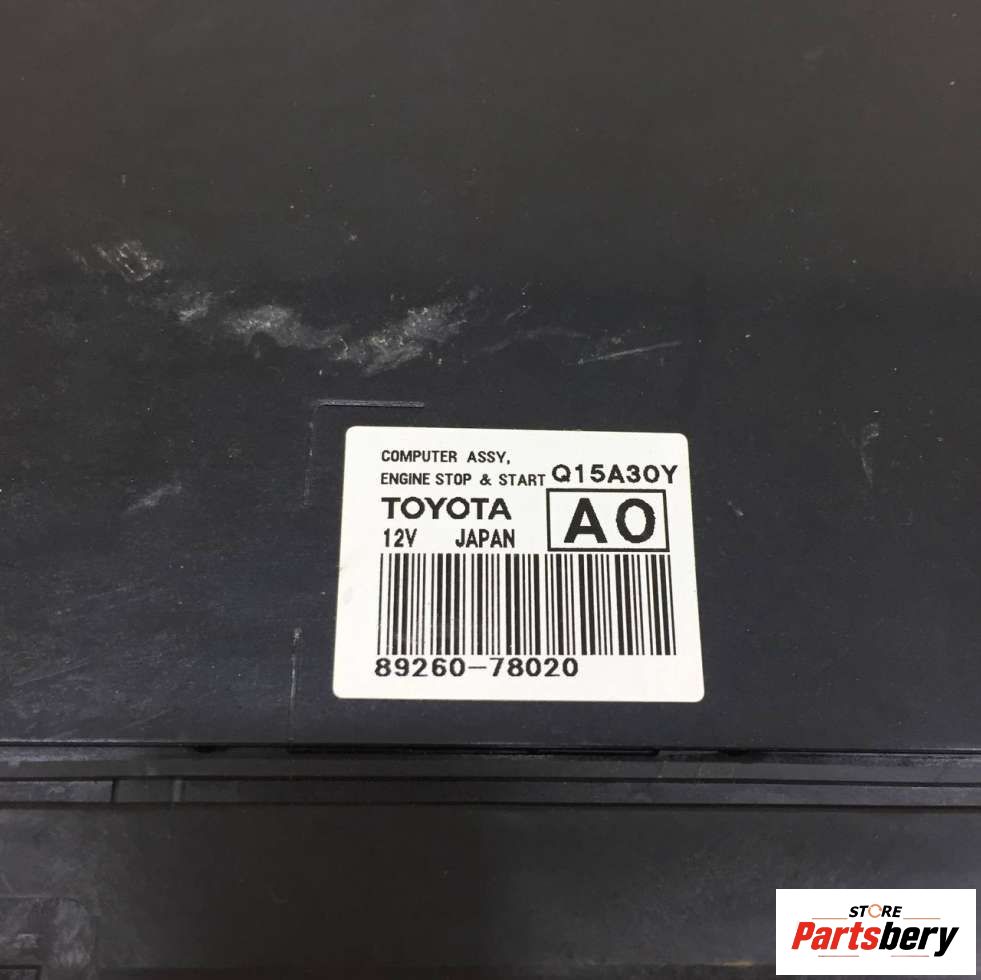 COMPUTER ASSY,
ENGINE STOP & START Q15A30Y
TOYOTA A0
12V JAPAN
89260-78020
STORE
Partsbery